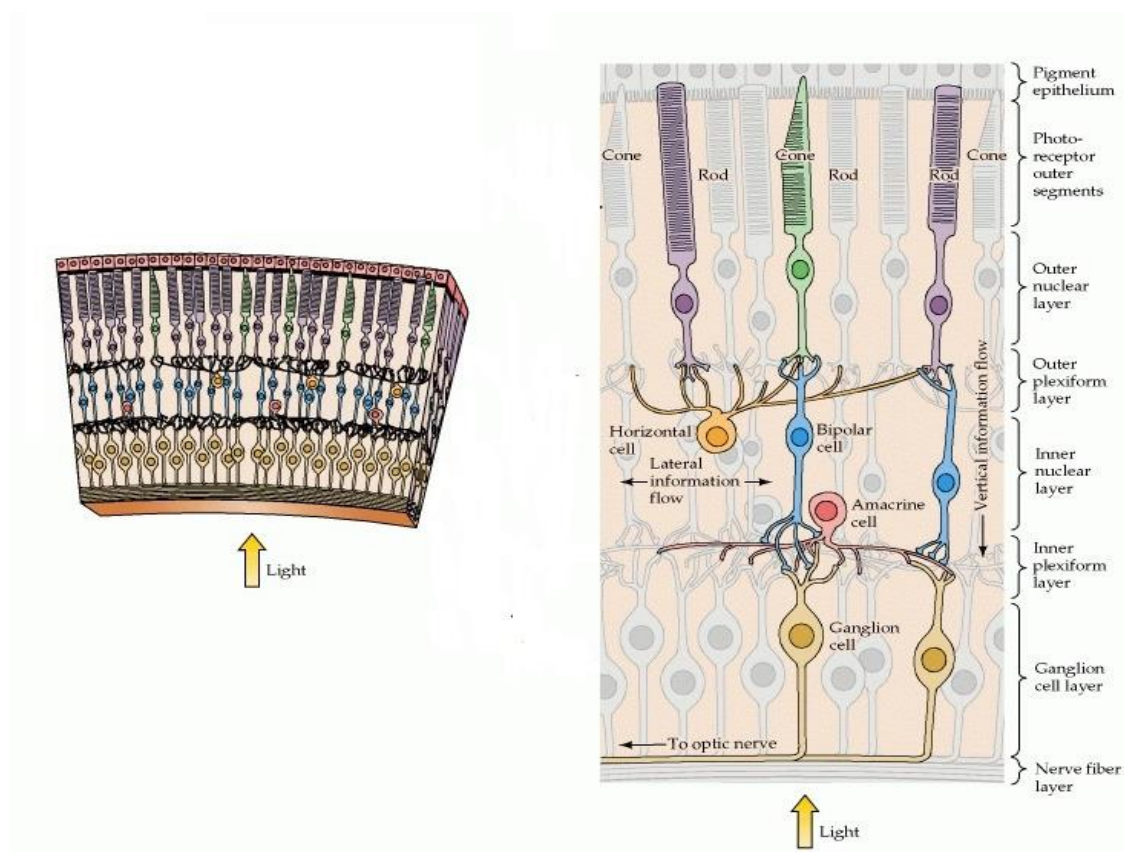 Light
Pigment
epithelium
Photo-
receptor
outer
segments
Cone
Rod
Cone
Rod
Rod
Cone
Outer
nuclear
layer
Outer
plexiform
layer
Vertical information flow
Horizontal
cell
Bipolar
cell
Lateral
information
flow
Inner
nuclear
layer
Amacrine
cell
Inner
plexiform
layer
Ganglion
cell
Ganglion
cell layer
To optic nerve
Nerve fiber
layer
Light